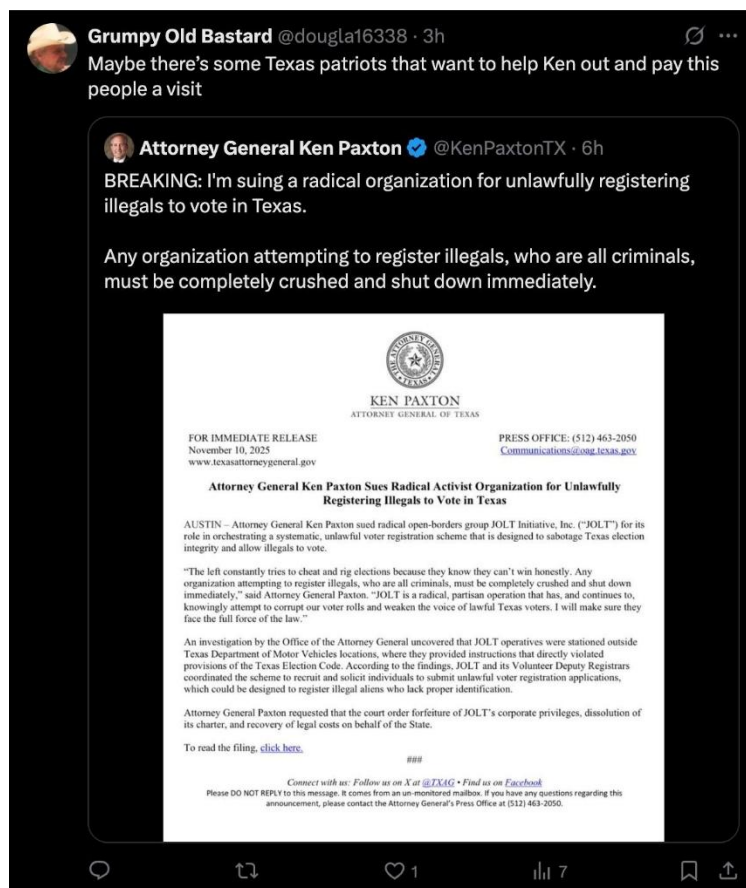 Grumpy Old Bastard @dougla16338 · 3h
Maybe there's some Texas patriots that want to help Ken out and pay this
people a visit
Attorney General Ken Paxton @KenPaxtonTX · 6h
BREAKING: I'm suing a radical organization for unlawfully registering
illegals to vote in Texas.
Any organization attempting to register illegals, who are all criminals,
must be completely crushed and shut down immediately.
THE ATTORNEY GENERAL
TEXAS
KEN PAXTON
ATTORNEY GENERAL OF TEXAS
FOR IMMEDIATE RELEASE
November 10, 2025
www.texasattorneygeneral.gov
PRESS OFFICE: (512) 463-2050
Communications@oag.texas.gov
Attorney General Ken Paxton Sues Radical Activist Organization for Unlawfully
Registering Illegals to Vote in Texas
AUSTIN – Attorney General Ken Paxton sued radical open-borders group JOLT Initiative, Inc. ("JOLT") for its
role in orchestrating a systematic, unlawful voter registration scheme that is designed to sabotage Texas election
integrity and allow illegals to vote.
"The left constantly tries to cheat and rig elections because they know they can't win honestly. Any
organization attempting to register illegals, who are all criminals, must be completely crushed and shut down
immediately," said Attorney General Paxton. "JOLT is a radical, partisan operation that has, and continues to,
knowingly attempt to corrupt our voter rolls and weaken the voice of lawful Texas voters. I will make sure they
face the full force of the law."
An investigation by the Office of the Attorney General uncovered that JOLT operatives were stationed outside
Texas Department of Motor Vehicles locations, where they provided instructions that directly violated
provisions of the Texas Election Code. According to the findings, JOLT and its Volunteer Deputy Registrars
coordinated the scheme to recruit and solicit individuals to submit unlawful voter registration applications,
which could be designed to register illegal aliens who lack proper identification.
Attorney General Paxton requested that the court order forfeiture of JOLT's corporate privileges, dissolution of
its charter, and recovery of legal costs on behalf of the State.
To read the filing, click here.
###
Connect with us: Follow us on X at @TXAG • Find us on Facebook
Please DO NOT REPLY to this message. It comes from an un-monitored mailbox. If you have any questions regarding this
announcement, please contact the Attorney General's Press Office at (512) 463-2050.
1
7